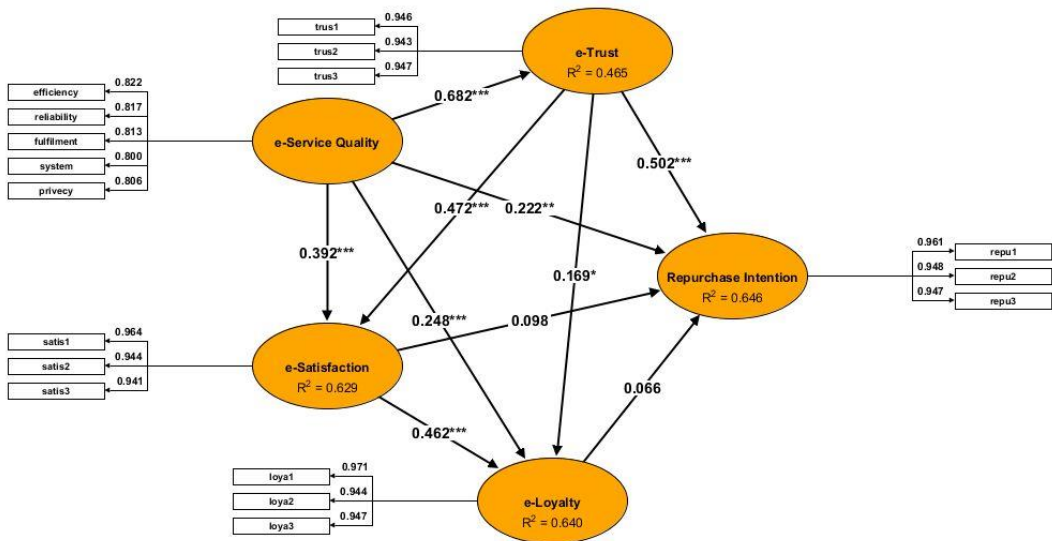 0.946
trus1
0.943
trus2
0.947
trus3
e-Trust
R² = 0.465
0.822
efficiency
0.817
reliability
0.813
fulfilment
0.800
system
0.806
privecy
e-Service Quality
0.682***
0.502***
0.472***
0.222**
0.392***
0.169*
Repurchase Intention
R² = 0.646
0.961
repu1
0.948
repu2
0.947
repu3
0.248***
0.098
0.964
satis1
0.944
satis2
0.941
satis3
e-Satisfaction
R² = 0.629
0.066
0.462***
0.971
loya1
0.944
loya2
0.947
loya3
e-Loyalty
R² = 0.640